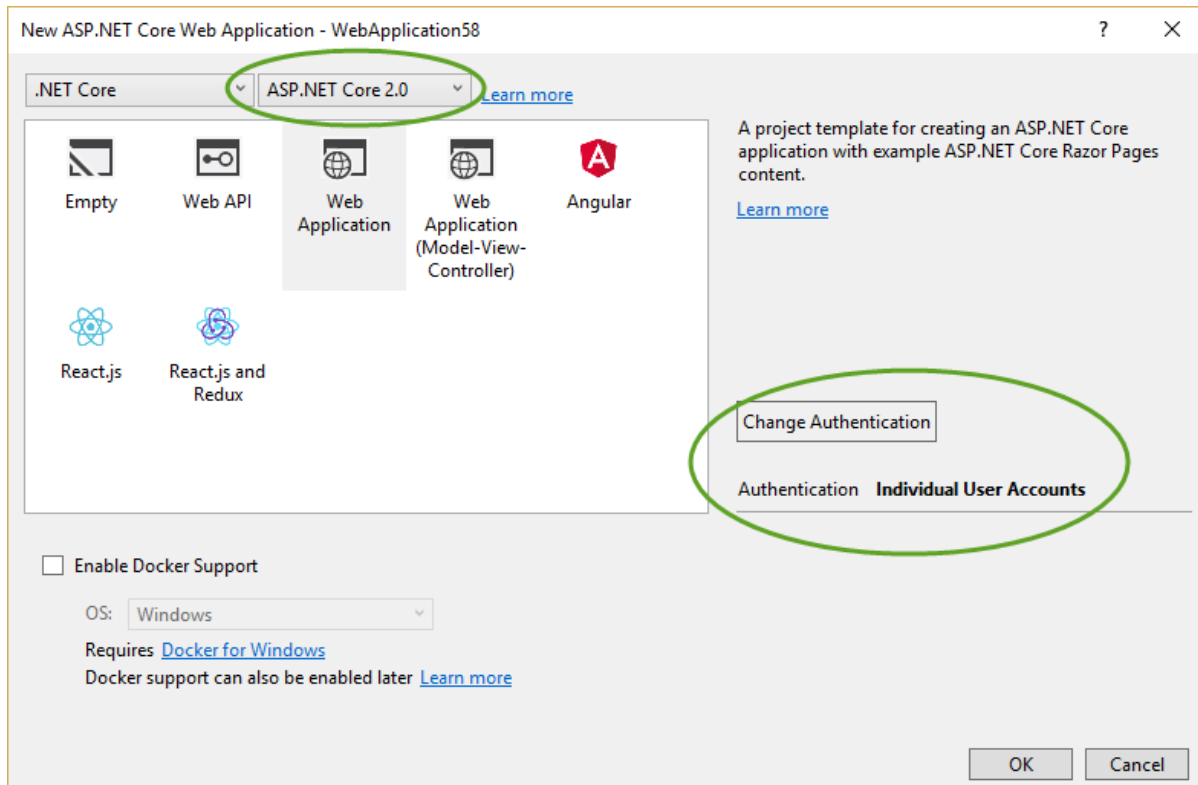 New ASP.NET Core Web Application - WebApplication58
?
.NET Core
ASP.NET Core 2.0
Learn more
Empty
Web API
Web
Application
Web
Application
(Model-View-
Controller)
Angular
React.js
React.js and
Redux
A project template for creating an ASP.NET Core
application with example ASP.NET Core Razor Pages
content.
Learn more
Change Authentication
Authentication Individual User Accounts
Enable Docker Support
OS: Windows
Requires Docker for Windows
Docker support can also be enabled later Learn more
OK
Cancel